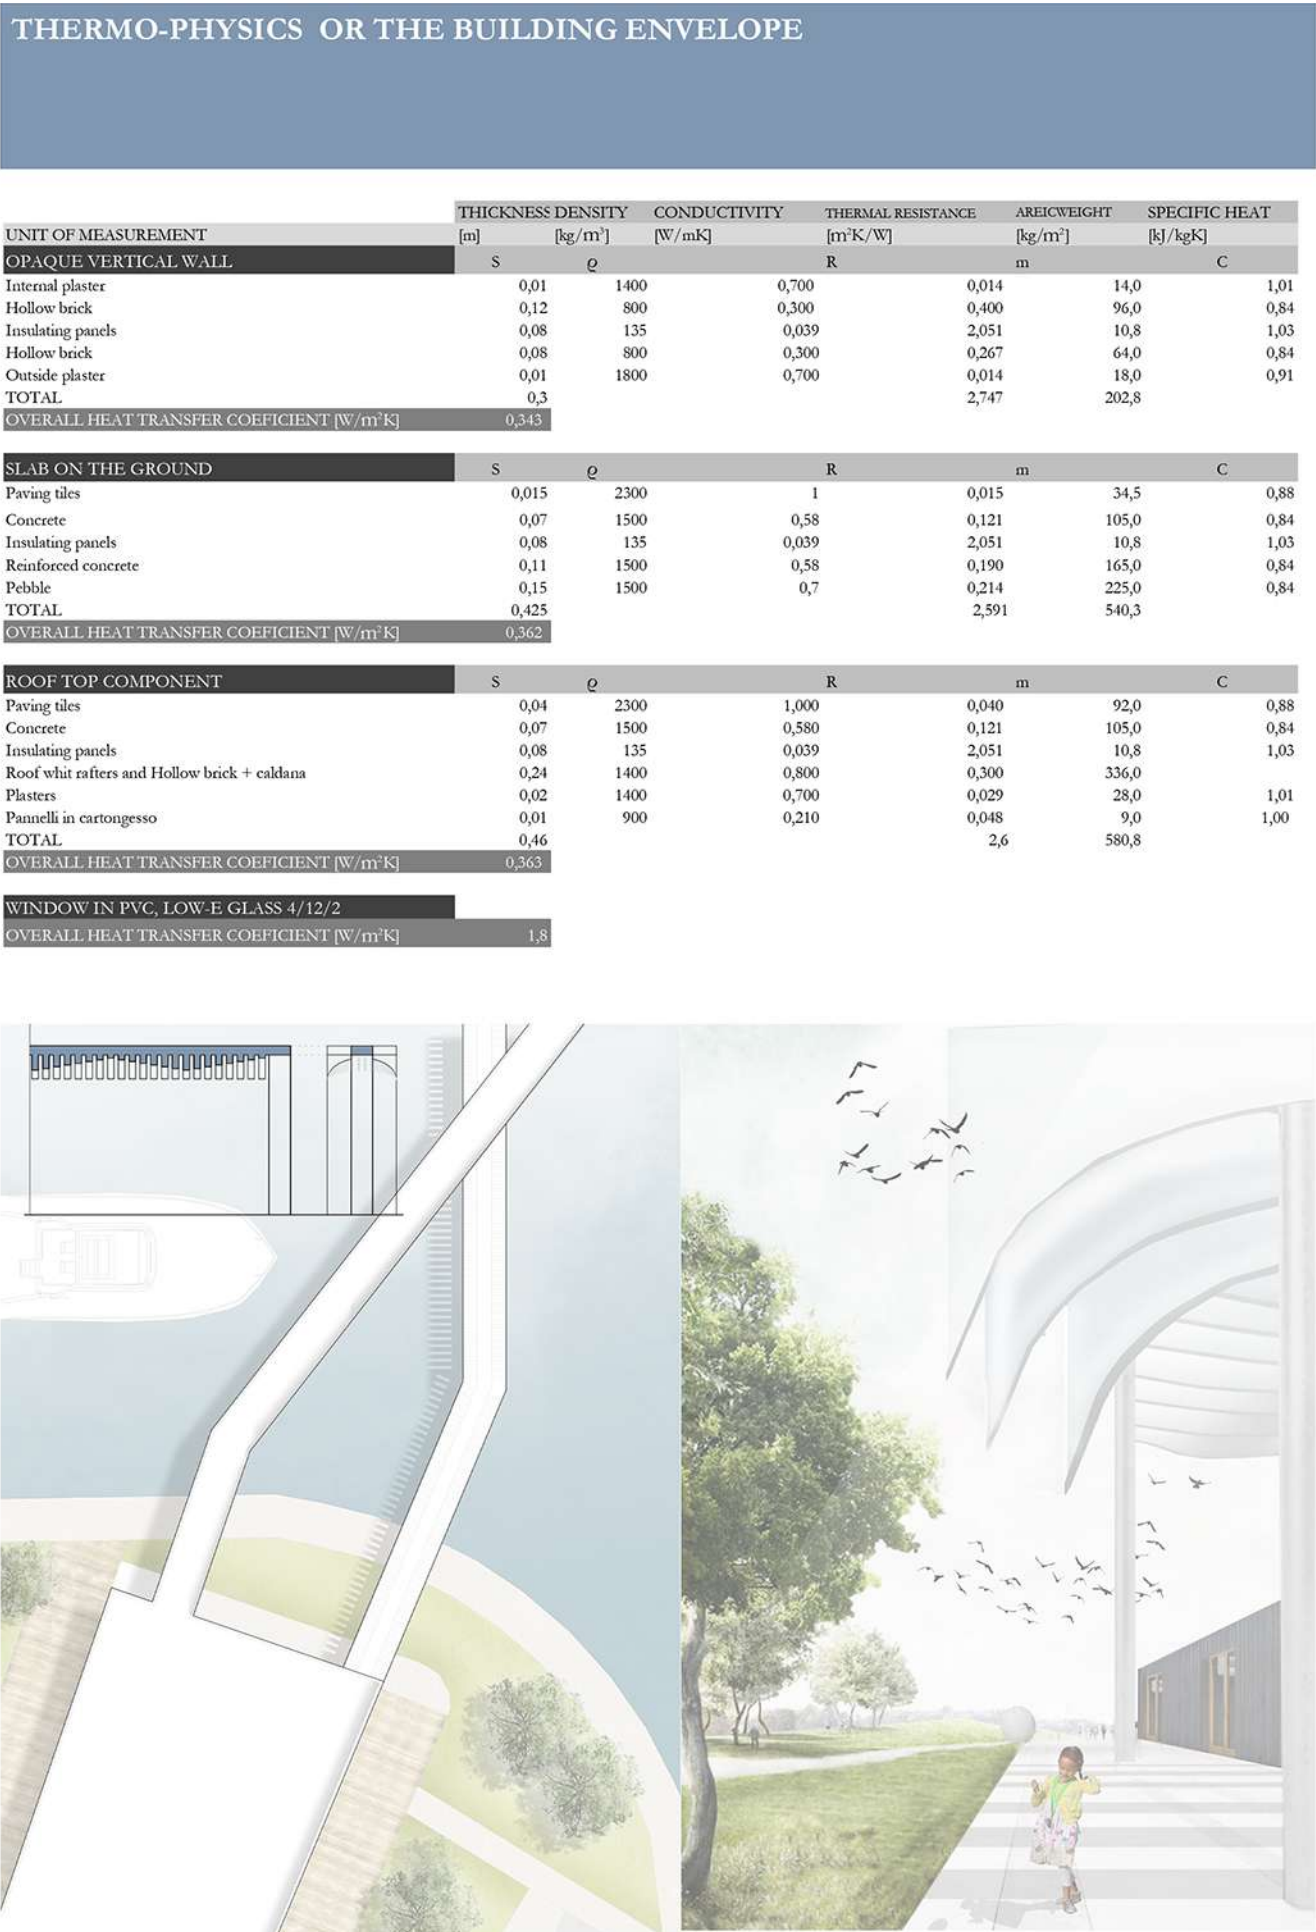 THERMO-PHYSICS OR THE BUILDING ENVELOPE
THICKNESS DENSITY CONDUCTIVITY THERMAL RESISTANCE AREICWEIGHT SPECIFIC HEAT
UNIT OF MEASUREMENT [m] [kg/m³] [W/mK] [m²K/W] [kg/m²] [kJ/kgK]
OPAQUE VERTICAL WALL S ϱ R m C
Internal plaster 0,01 1400 0,700 0,014 14,0 1,01
Hollow brick 0,12 800 0,300 0,400 96,0 0,84
Insulating panels 0,08 135 0,039 2,051 10,8 1,03
Hollow brick 0,08 800 0,300 0,267 64,0 0,84
Outside plaster 0,01 1800 0,700 0,014 18,0 0,91
TOTAL 0,3 2,747 202,8
OVERALL HEAT TRANSFER COEFICIENT [W/m²K] 0,343
SLAB ON THE GROUND S ϱ R m C
Paving tiles 0,015 2300 1 0,015 34,5 0,88
Concrete 0,07 1500 0,58 0,121 105,0 0,84
Insulating panels 0,08 135 0,039 2,051 10,8 1,03
Reinforced concrete 0,11 1500 0,58 0,190 165,0 0,84
Pebble 0,15 1500 0,7 0,214 225,0 0,84
TOTAL 0,425 2,591 540,3
OVERALL HEAT TRANSFER COEFICIENT [W/m²K] 0,362
ROOF TOP COMPONENT S ϱ R m C
Paving tiles 0,04 2300 1,000 0,040 92,0 0,88
Concrete 0,07 1500 0,580 0,121 105,0 0,84
Insulating panels 0,08 135 0,039 2,051 10,8 1,03
Roof whit rafters and Hollow brick + caldana 0,24 1400 0,800 0,300 336,0
Plasters 0,02 1400 0,700 0,029 28,0 1,01
Pannelli in cartongesso 0,01 900 0,210 0,048 9,0 1,00
TOTAL 0,46 2,6 580,8
OVERALL HEAT TRANSFER COEFICIENT [W/m²K] 0,363
WINDOW IN PVC, LOW-E GLASS 4/12/2
OVERALL HEAT TRANSFER COEFICIENT [W/m²K] 1,8